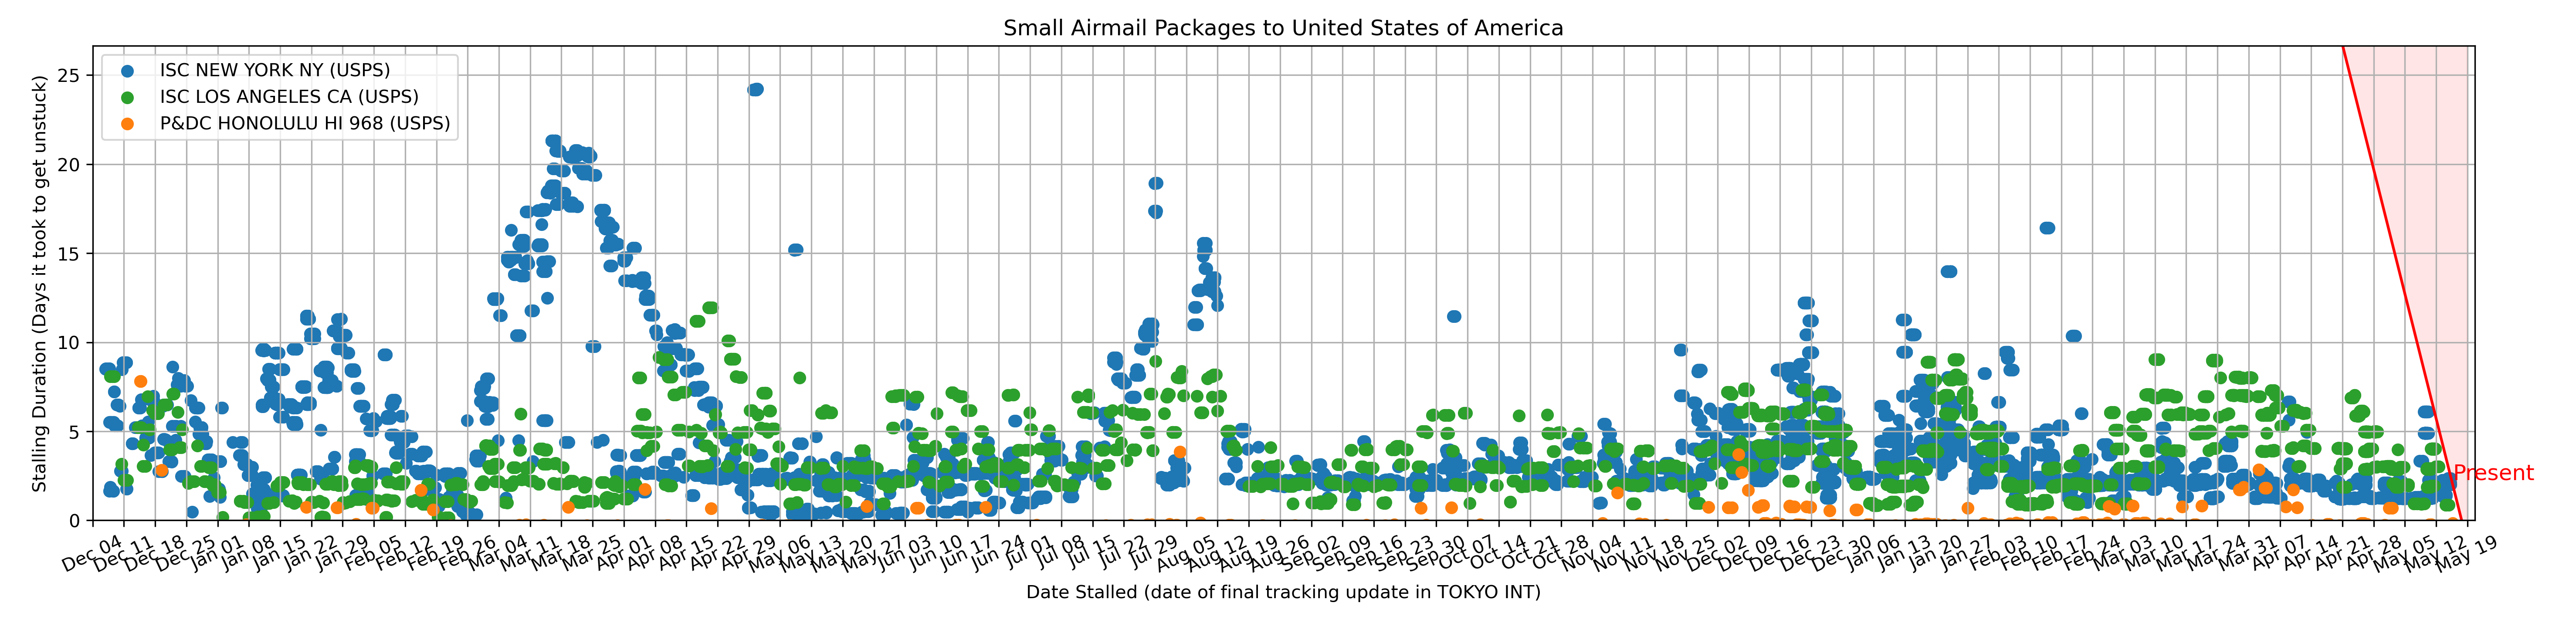 Small Airmail Packages to United States of America
ISC NEW YORK NY (USPS)
ISC LOS ANGELES CA (USPS)
P&DC HONOLULU HI 968 (USPS)
Stalling Duration (Days it took to get unstuck)
25
20
15
10
5
0
Present
Dec 04
Dec 11
Dec 18
Dec 25
Jan 01
Jan 08
Jan 15
Jan 22
Jan 29
Feb 05
Feb 12
Feb 19
Feb 26
Mar 04
Mar 11
Mar 18
Mar 25
Apr 01
Apr 08
Apr 15
Apr 22
Apr 29
May 06
May 13
May 20
May 27
Jun 03
Jun 10
Jun 17
Jun 24
Jul 01
Jul 08
Jul 15
Jul 22
Jul 29
Aug 05
Aug 12
Aug 19
Aug 26
Sep 02
Sep 09
Sep 16
Sep 23
Sep 30
Oct 07
Oct 14
Oct 21
Oct 28
Nov 04
Nov 11
Nov 18
Nov 25
Dec 02
Dec 09
Dec 16
Dec 23
Dec 30
Jan 06
Jan 13
Jan 20
Jan 27
Feb 03
Feb 10
Feb 17
Feb 24
Mar 03
Mar 10
Mar 17
Mar 24
Mar 31
Apr 07
Apr 14
Apr 21
Apr 28
May 05
May 12
May 19
Date Stalled (date of final tracking update in TOKYO INT)